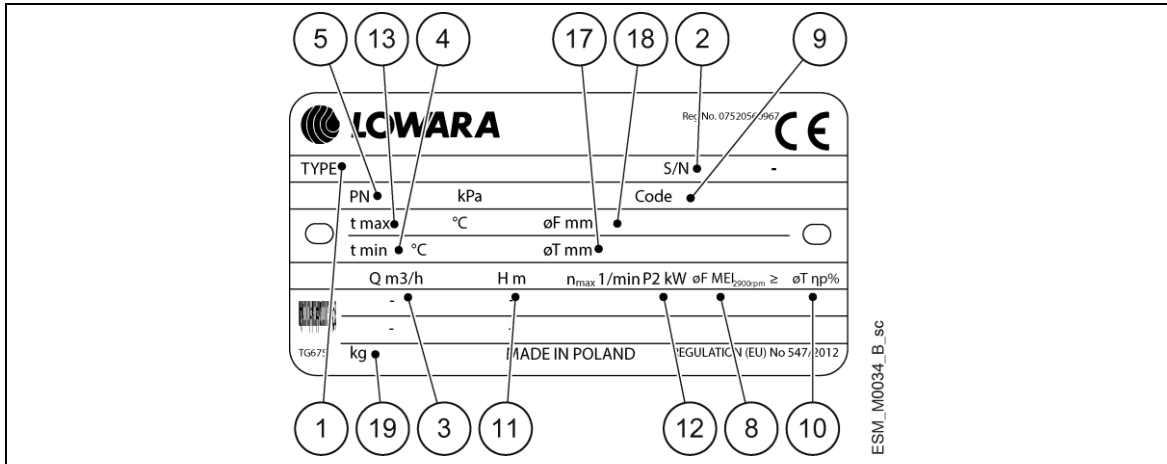 5 13 4 17 18 2 9
LOWARA
Reg No. 07520560967
CE
TYPE S/N -
PN kPa Code
t max °C øF mm
t min °C øT mm
Q m3/h H m nmax 1/min P2 kW øF MEI2900rpm ≥ øT ηp%
- -
- -
TG675 kg MADE IN POLAND REGULATION (EU) No 547/2012
1 19 3 11 12 8 10
ESM_M0034_B_sc